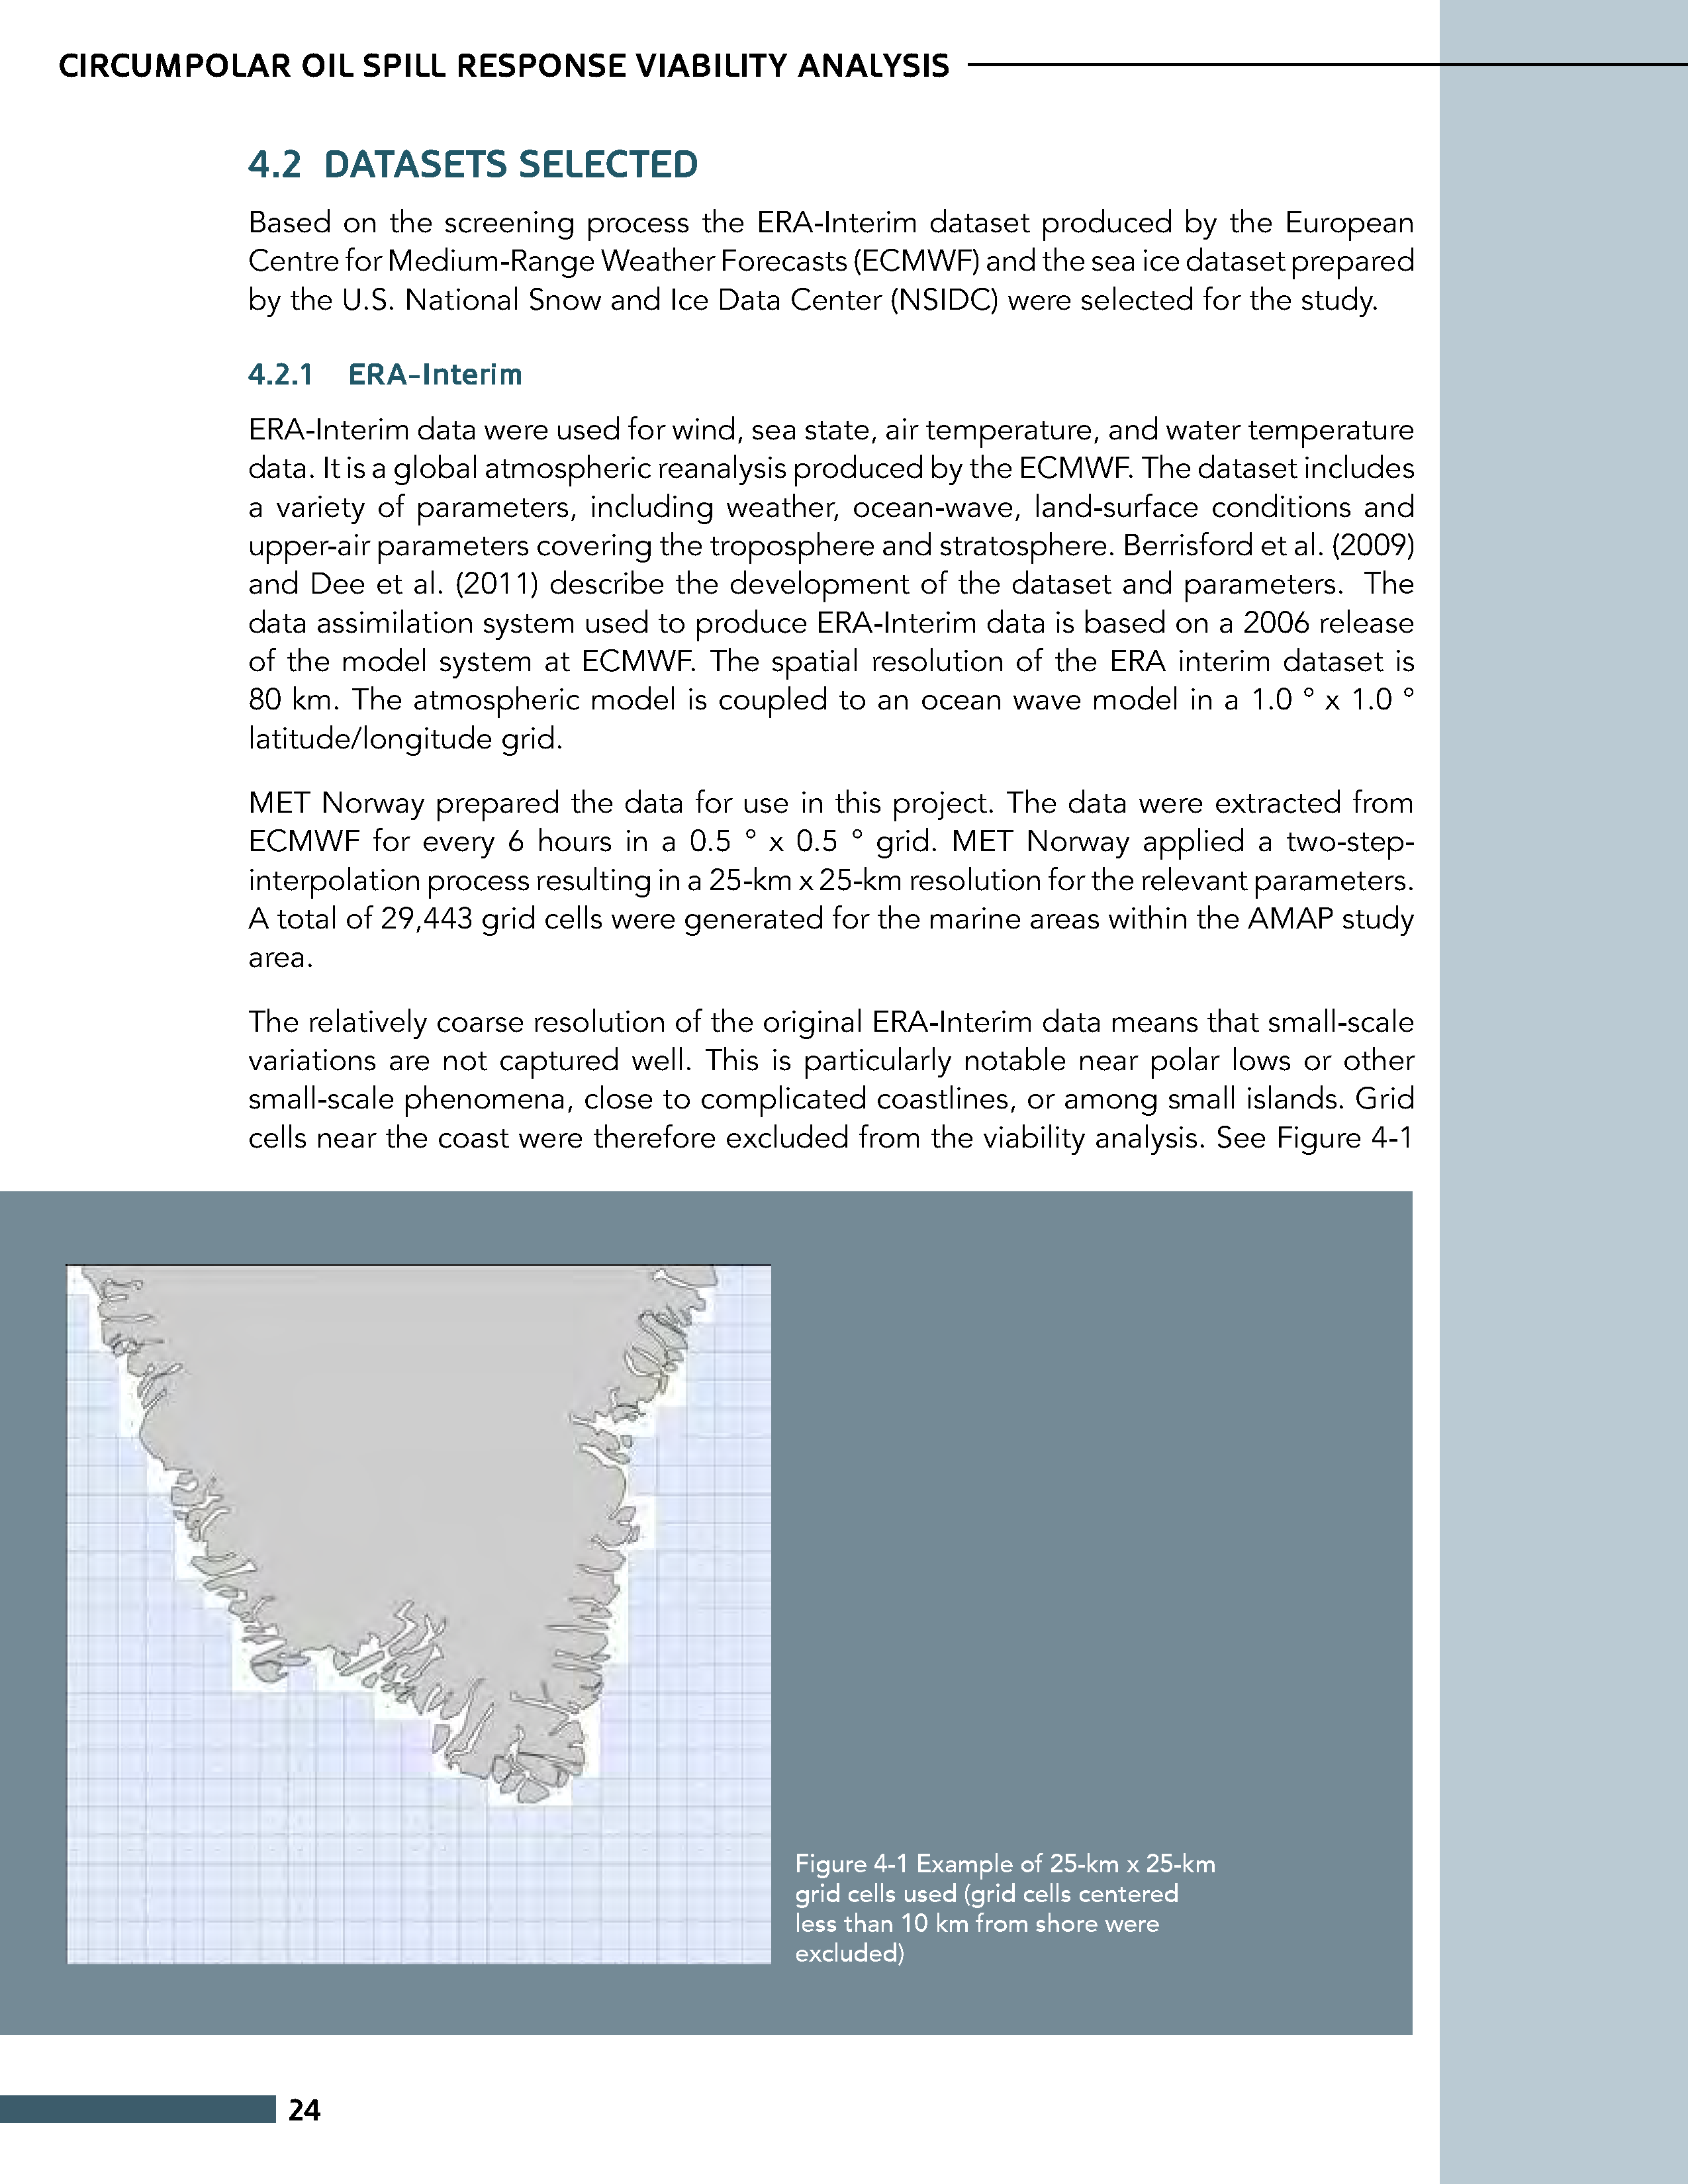 CIRCUMPOLAR OIL SPILL RESPONSE VIABILITY ANALYSIS
4.2 DATASETS SELECTED
Based on the screening process the ERA-Interim dataset produced by the European
Centre for Medium-Range Weather Forecasts (ECMWF) and the sea ice dataset prepared
by the U.S. National Snow and Ice Data Center (NSIDC) were selected for the study.
4.2.1 ERA-Interim
ERA-Interim data were used for wind, sea state, air temperature, and water temperature
data. It is a global atmospheric reanalysis produced by the ECMWF. The dataset includes
a variety of parameters, including weather, ocean-wave, land-surface conditions and
upper-air parameters covering the troposphere and stratosphere. Berrisford et al. (2009)
and Dee et al. (2011) describe the development of the dataset and parameters. The
data assimilation system used to produce ERA-Interim data is based on a 2006 release
of the model system at ECMWF. The spatial resolution of the ERA interim dataset is
80 km. The atmospheric model is coupled to an ocean wave model in a 1.0 ° x 1.0 °
latitude/longitude grid.
MET Norway prepared the data for use in this project. The data were extracted from
ECMWF for every 6 hours in a 0.5 ° x 0.5 ° grid. MET Norway applied a two-step-
interpolation process resulting in a 25-km x 25-km resolution for the relevant parameters.
A total of 29,443 grid cells were generated for the marine areas within the AMAP study
area.
The relatively coarse resolution of the original ERA-Interim data means that small-scale
variations are not captured well. This is particularly notable near polar lows or other
small-scale phenomena, close to complicated coastlines, or among small islands. Grid
cells near the coast were therefore excluded from the viability analysis. See Figure 4-1
Figure 4-1 Example of 25-km x 25-km
grid cells used (grid cells centered
less than 10 km from shore were
excluded)
24